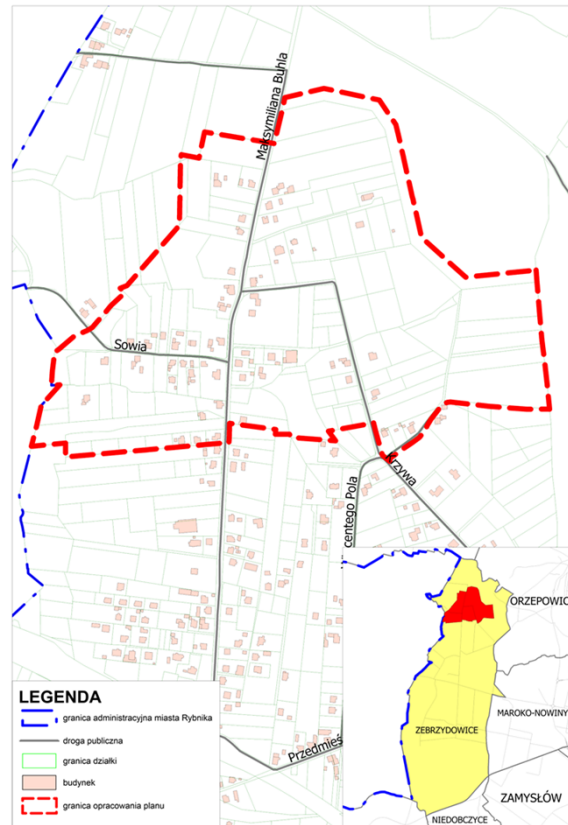 Maksymiliana Buhla
Sowia
Krzywa
centego Pola
Przedmieś
LEGENDA
granica administracyjna miasta Rybnika
droga publiczna
granica działki
budynek
granica opracowania planu
ORZEPOWIC
MAROKO-NOWINY
ZEBRZYDOWICE
ZAMYSŁÓW
NIEDOBCZYCE